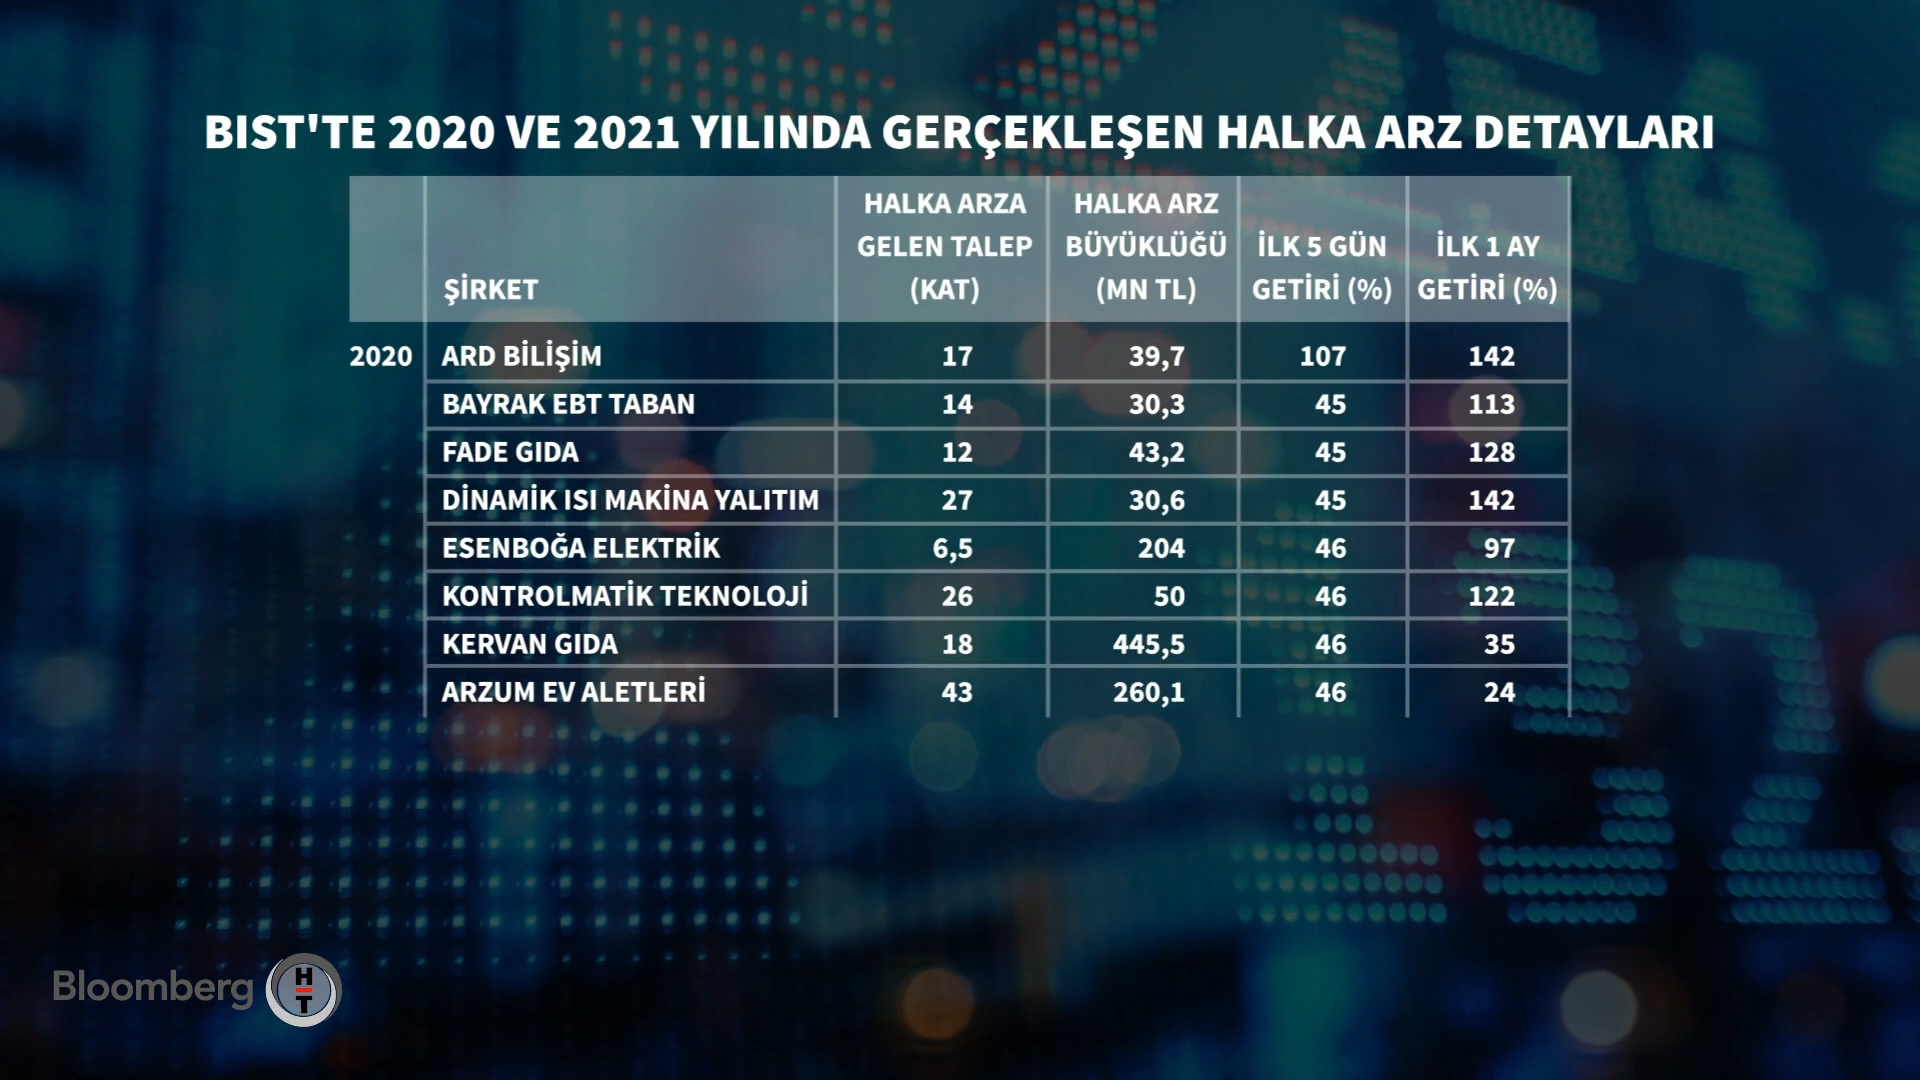 BIST'TE 2020 VE 2021 YILINDA GERÇEKLEŞEN HALKA ARZ DETAYLARI
ŞİRKET HALKA ARZA GELEN TALEP (KAT) HALKA ARZ BÜYÜKLÜĞÜ (MN TL) İLK 5 GÜN GETİRİ (%) İLK 1 AY GETİRİ (%)
2020 ARD BİLİŞİM 17 39,7 107 142
BAYRAK EBT TABAN 14 30,3 45 113
FADE GIDA 12 43,2 45 128
DİNAMİK ISI MAKİNA YALITIM 27 30,6 45 142
ESENBOĞA ELEKTRİK 6,5 204 46 97
KONTROLMATİK TEKNOLOJİ 26 50 46 122
KERVAN GIDA 18 445,5 46 35
ARZUM EV ALETLERİ 43 260,1 46 24
Bloomberg HT